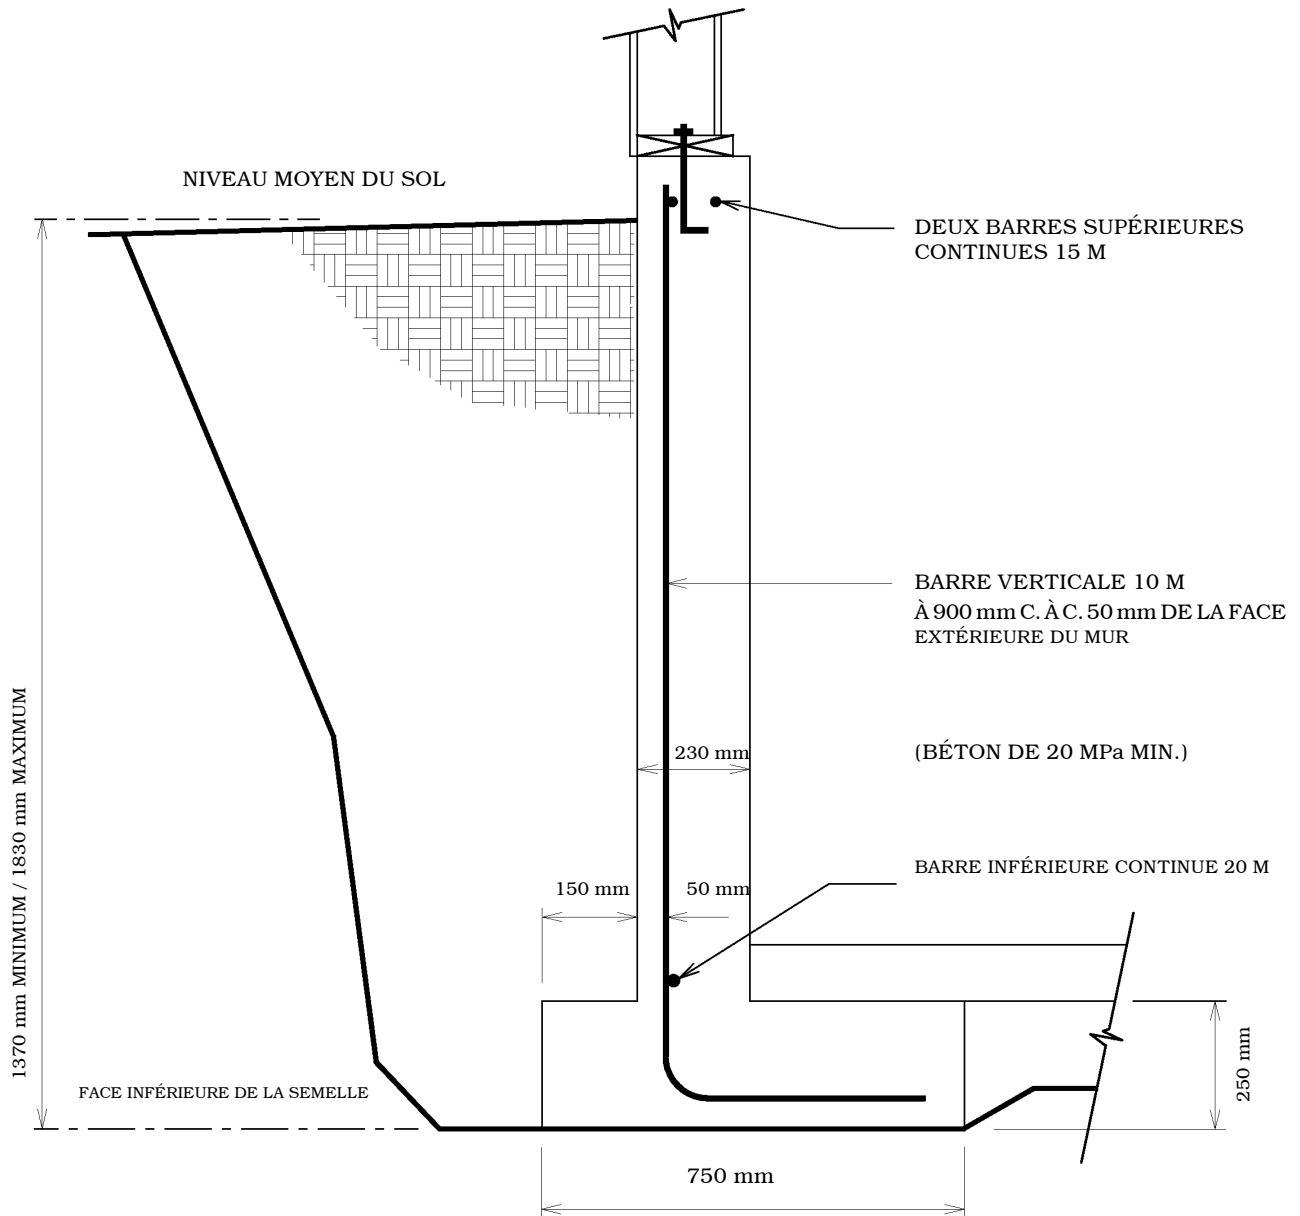 NIVEAU MOYEN DU SOL
DEUX BARRES SUPÉRIEURES
CONTINUES 15 M
BARRE VERTICALE 10 M
À 900 mm C. À C. 50 mm DE LA FACE
EXTÉRIEURE DU MUR
1370 mm MINIMUM / 1830 mm MAXIMUM
230 mm
(BÉTON DE 20 MPa MIN.)
BARRE INFÉRIEURE CONTINUE 20 M
150 mm
50 mm
250 mm
FACE INFÉRIEURE DE LA SEMELLE
750 mm